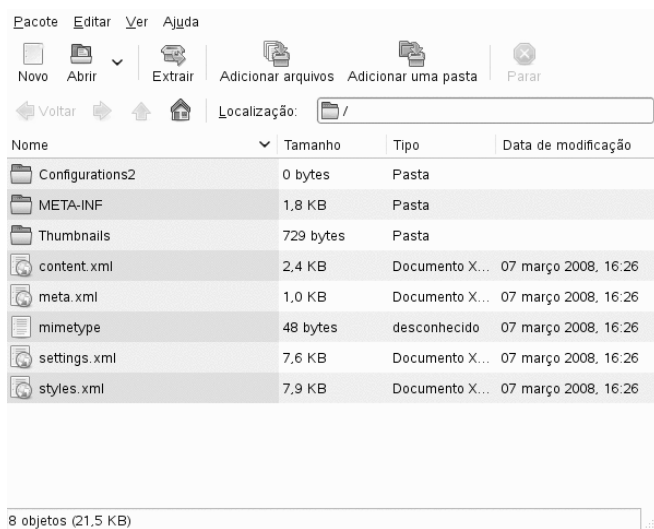 Pacote Editar Ver Ajuda
Novo Abrir Extrair Adicionar arquivos Adicionar uma pasta Parar
Voltar Localização: /
Nome Tamanho Tipo Data de modificação
Configurations2 0 bytes Pasta
META-INF 1,8 KB Pasta
Thumbnails 729 bytes Pasta
content.xml 2,4 KB Documento X... 07 março 2008, 16:26
meta.xml 1,0 KB Documento X... 07 março 2008, 16:26
mimetype 48 bytes desconhecido 07 março 2008, 16:26
settings.xml 7,6 KB Documento X... 07 março 2008, 16:26
styles.xml 7,9 KB Documento X... 07 março 2008, 16:26
8 objetos (21,5 KB)